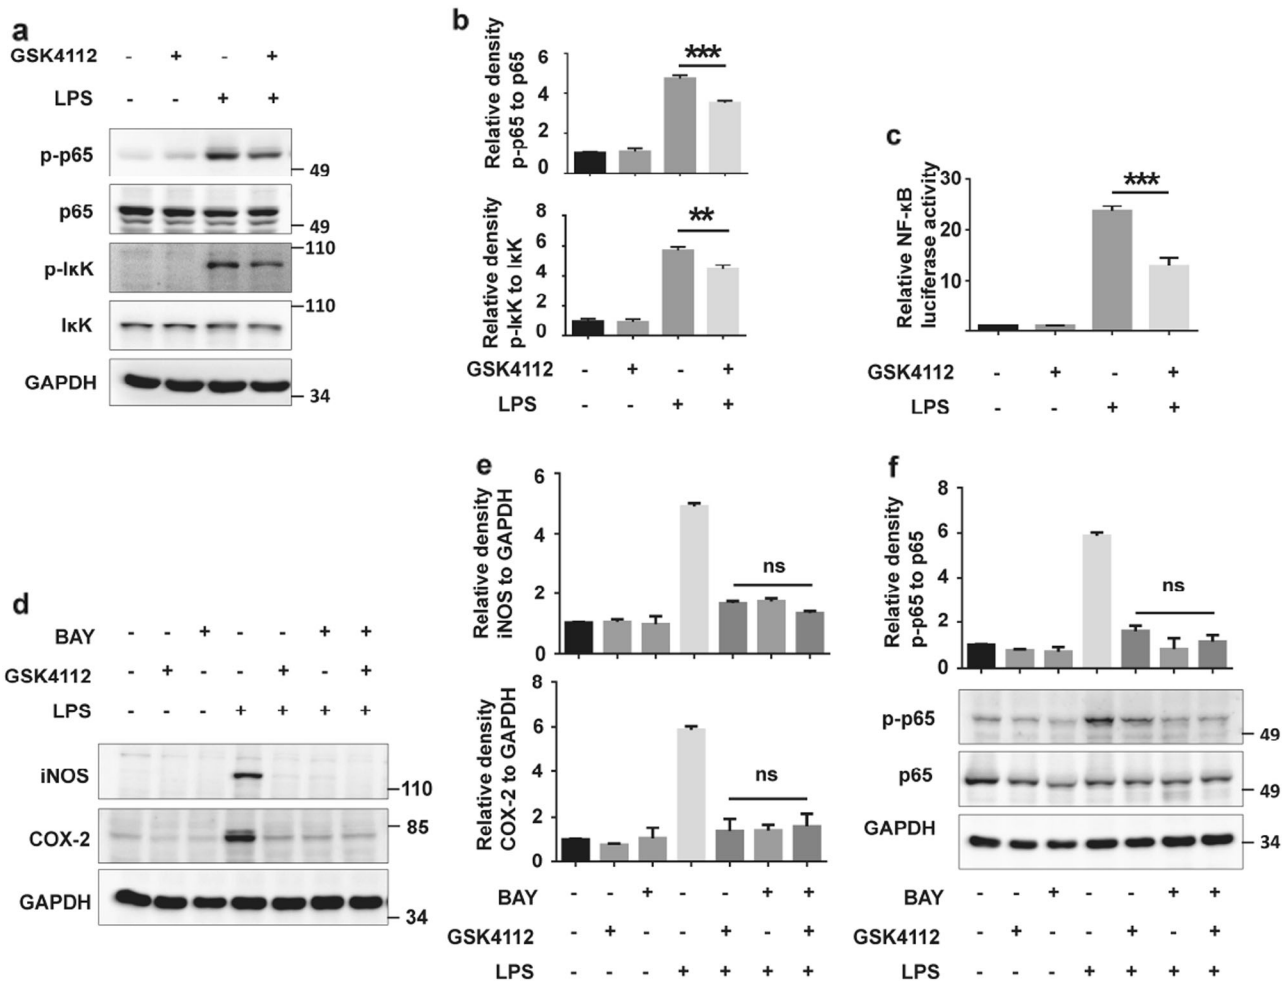 a
GSK4112 - + - +
LPS - - + +
p-p65
49
p65
49
p-IκK
110
IκK
110
GAPDH
34
b
Relative density
p-p65 to p65
6
4
2
0
***
Relative density
p-IκK to IκK
8
6
4
2
0
**
GSK4112 - + - +
LPS - - + +
c
Relative NF-κB
luciferase activity
30
20
10
***
GSK4112 - + - +
LPS - - + +
d
BAY - - + - - + +
GSK4112 - + - - + - +
LPS - - - + + + +
iNOS
110
COX-2
85
GAPDH
34
e
Relative density
iNOS to GAPDH
6
4
2
0
ns
Relative density
COX-2 to GAPDH
8
6
4
2
0
ns
BAY - - + - - + +
GSK4112 - + - - + - +
LPS - - - + + + +
f
Relative density
p-p65 to p65
8
6
4
2
0
ns
p-p65
49
p65
49
GAPDH
34
BAY - - + - - + +
GSK4112 - + - - + - +
LPS - - - + + + +